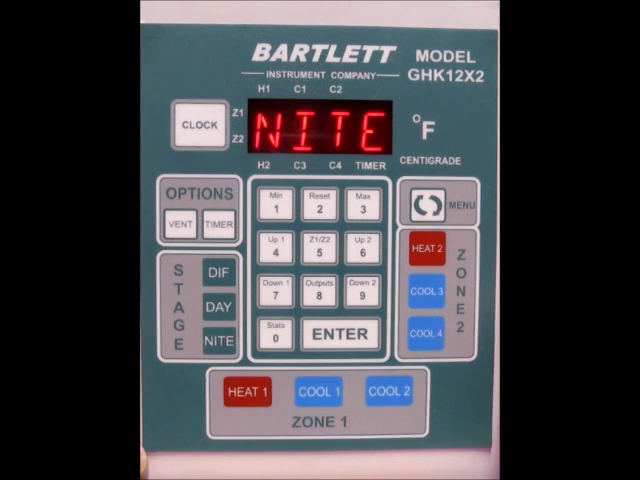 BARTLETT
INSTRUMENT COMPANY
MODEL
GHK12X2
H1 C1 C2
CLOCK
Z1
Z2
NITE
°F
H2 C3 C4 TIMER
CENTIGRADE
OPTIONS
VENT TIMER
Min
1
Reset
2
Max
3
Up 1
4
Z1/Z2
5
Up 2
6
Down 1
7
Outputs
8
Down 2
9
Stats
0
ENTER
MENU
STAGE
DIF
DAY
NITE
HEAT 2
COOL 3
COOL 4
ZONE 2
HEAT 1 COOL 1 COOL 2
ZONE 1